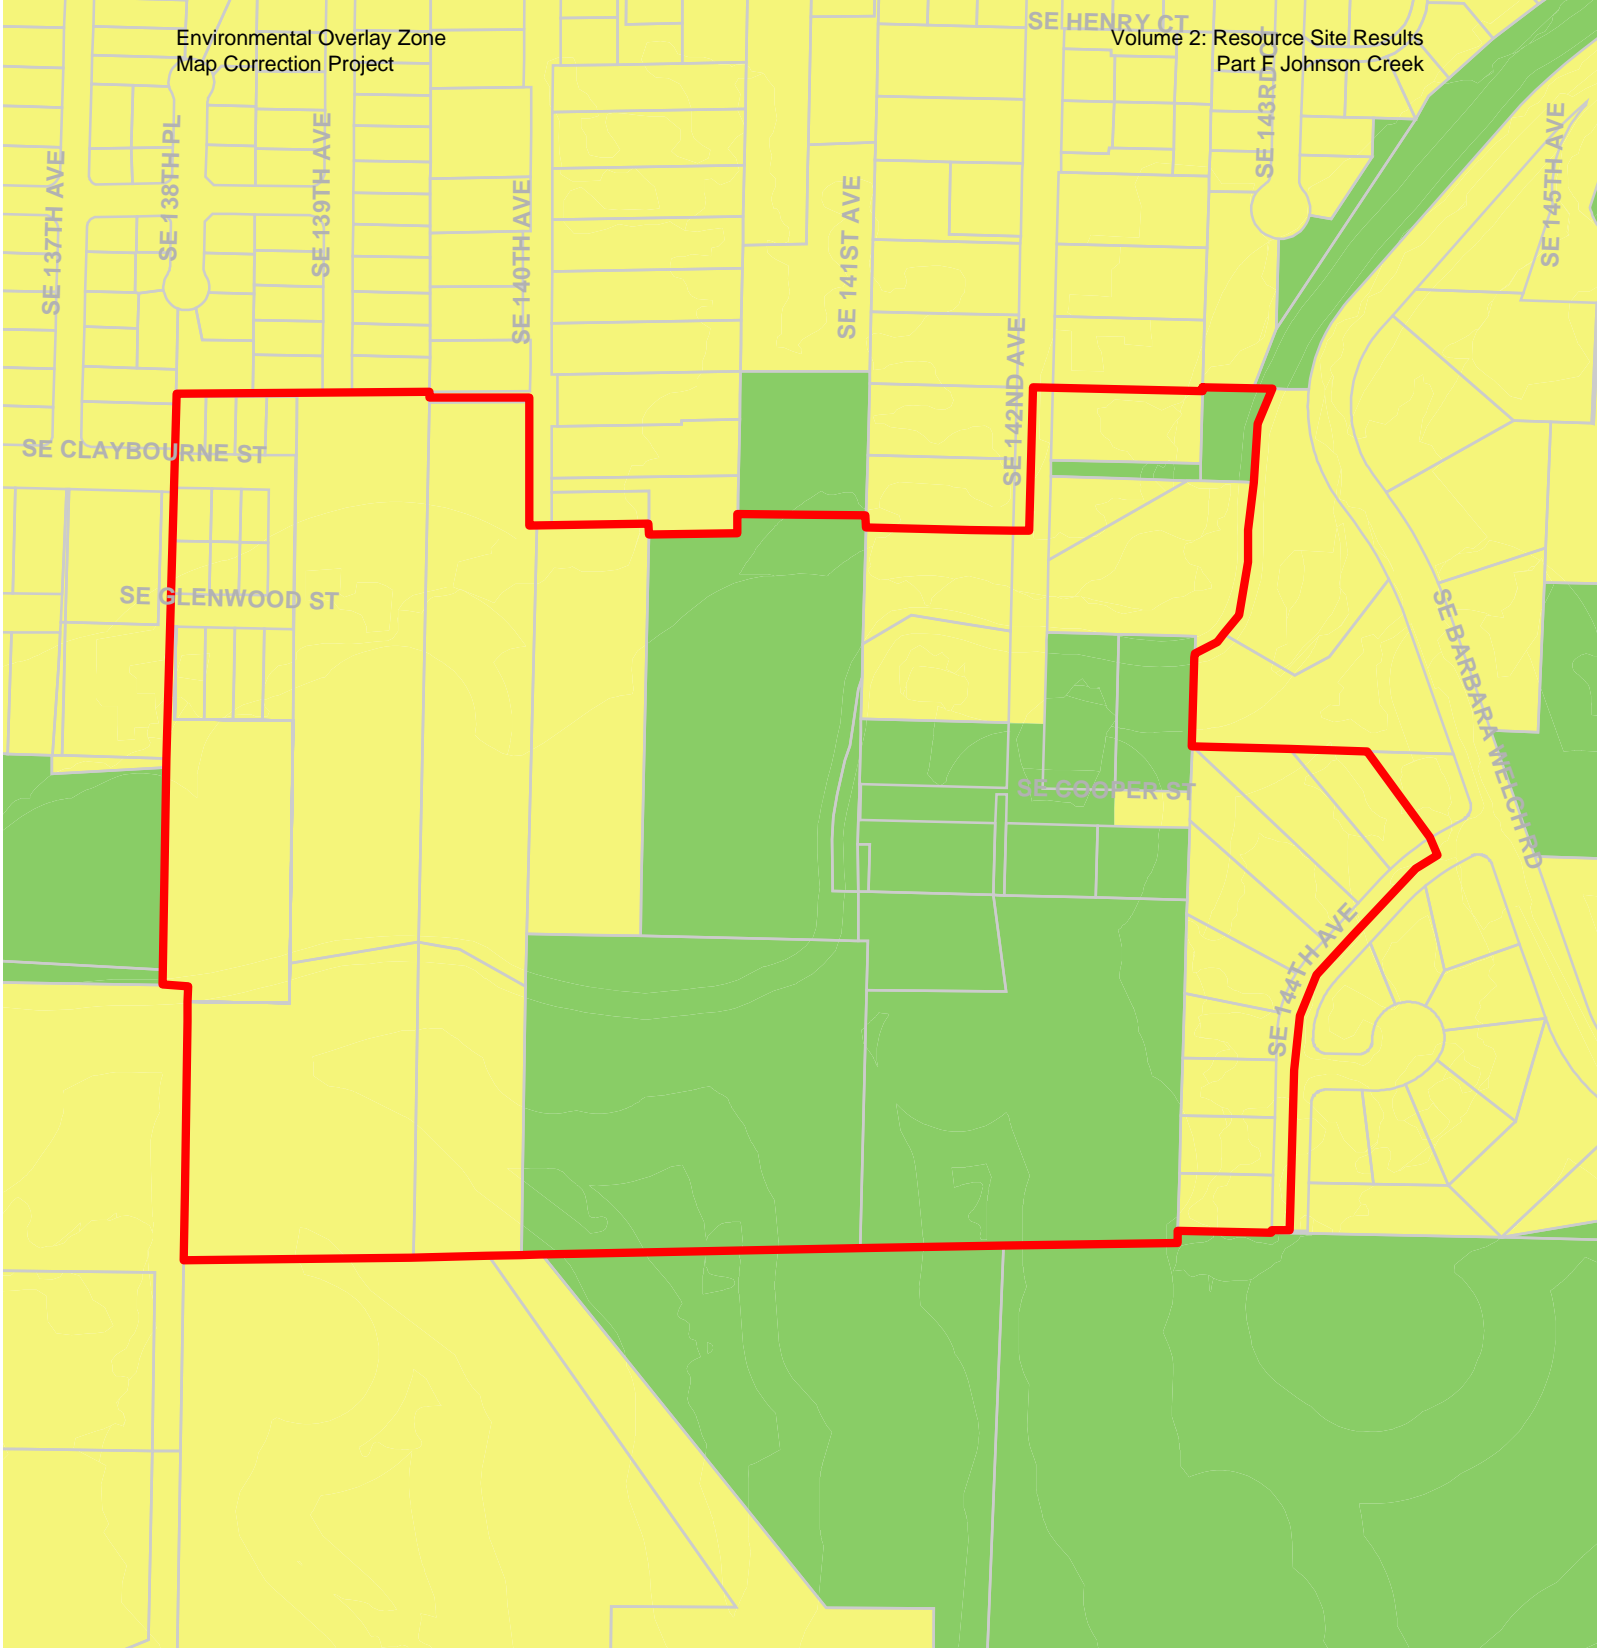 SE HENRY CT
Environmental Overlay Zone
Map Correction Project
Volume 2: Resource Site Results
Part F Johnson Creek
SE 137TH AVE
SE 138TH PL
SE 139TH AVE
SE 140TH AVE
SE 141ST AVE
SE 142ND AVE
SE 143RD CT
SE 145TH AVE
SE CLAYBOURNE ST
SE GLENWOOD ST
SE BARBARA WELCH RD
SE COOPER ST
SE 144TH AVE